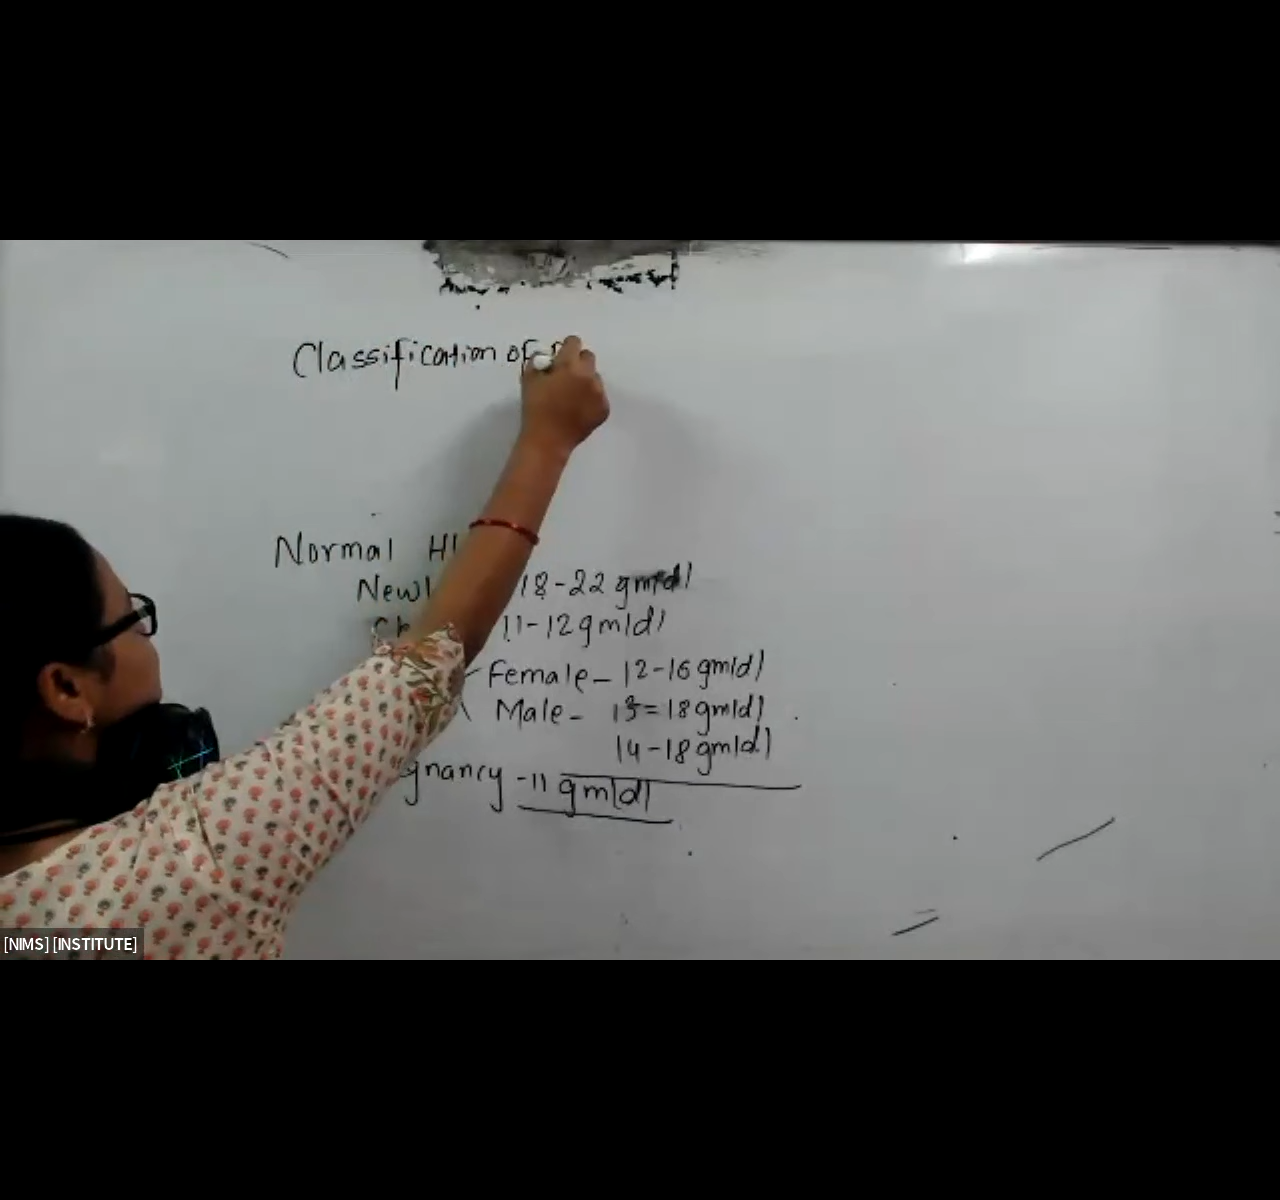 Classification of
Normal
18-22 gm/dl
11-12 gm/dl
Female - 12-16 gm/dl
Male - 13-18 gm/dl
14-18 gm/dl
-11 gm/dl
[NIMS] [INSTITUTE]